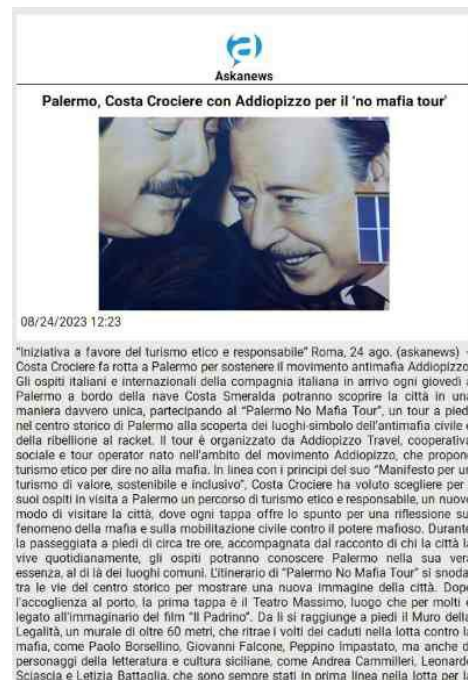 a
Askanews
Palermo, Costa Crociere con Addiopizzo per il 'no mafia tour'
08/24/2023 12:23
"Iniziativa a favore del turismo etico e responsabile" Roma, 24 ago. (askanews) -
Costa Crociere fa rotta a Palermo per sostenere il movimento antimafia Addiopizzo.
Gli ospiti italiani e internazionali della compagnia italiana in arrivo ogni giovedì a
Palermo a bordo della nave Costa Smeralda potranno scoprire la città in una
maniera davvero unica, partecipando al "Palermo No Mafia Tour", un tour a piedi
nel centro storico di Palermo alla scoperta dei luoghi-simbolo dell'antimafia civile e
della ribellione al racket. Il tour è organizzato da Addiopizzo Travel, cooperativa
sociale e tour operator nato nell'ambito del movimento Addiopizzo, che propone
turismo etico per dire no alla mafia. In linea con i principi del suo "Manifesto per un
turismo di valore, sostenibile e inclusivo", Costa Crociere ha voluto scegliere per i
suoi ospiti in visita a Palermo un percorso di turismo etico e responsabile, un nuovo
modo di visitare la città, dove ogni tappa offre lo spunto per una riflessione sul
fenomeno della mafia e sulla mobilitazione civile contro il potere mafioso. Durante
la passeggiata a piedi di circa tre ore, accompagnata dal racconto di chi la città la
vive quotidianamente, gli ospiti potranno conoscere Palermo nella sua vera
essenza, al di là dei luoghi comuni. L'itinerario di "Palermo No Mafia Tour" si snoda
tra le vie del centro storico per mostrare una nuova immagine della città. Dopo
l'accoglienza al porto, la prima tappa è il Teatro Massimo, luogo che per molti è
legato all'immaginario del film "Il Padrino". Da lì si raggiunge a piedi il Muro della
Legalità, un murale di oltre 60 metri, che ritrae i volti dei caduti nella lotta contro la
mafia, come Paolo Borsellino, Giovanni Falcone, Peppino Impastato, ma anche di
personaggi della letteratura e cultura siciliane, come Andrea Cammilleri, Leonardo
Sciascia e Letizia Battaglia, che sono sempre stati in prima linea nella lotta per la